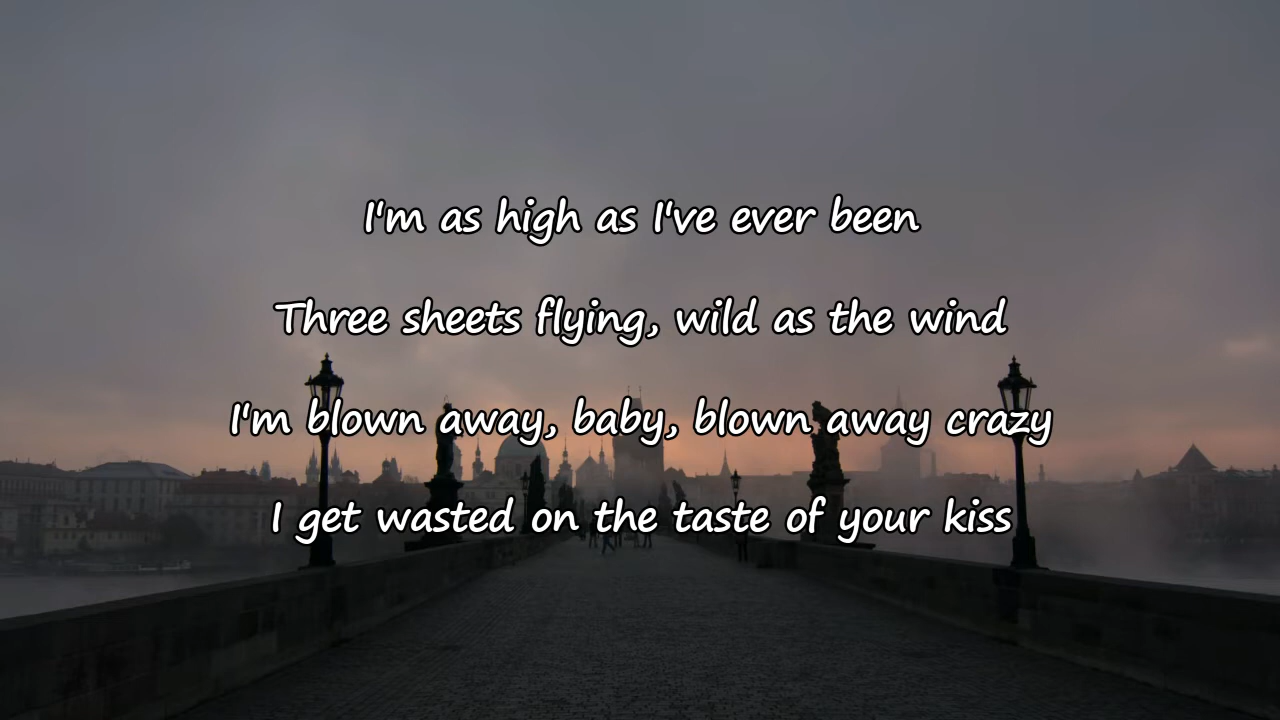 I'm as high as I've ever been
Three sheets flying, wild as the wind
I'm blown away, baby, blown away crazy
I get wasted on the taste of your kiss